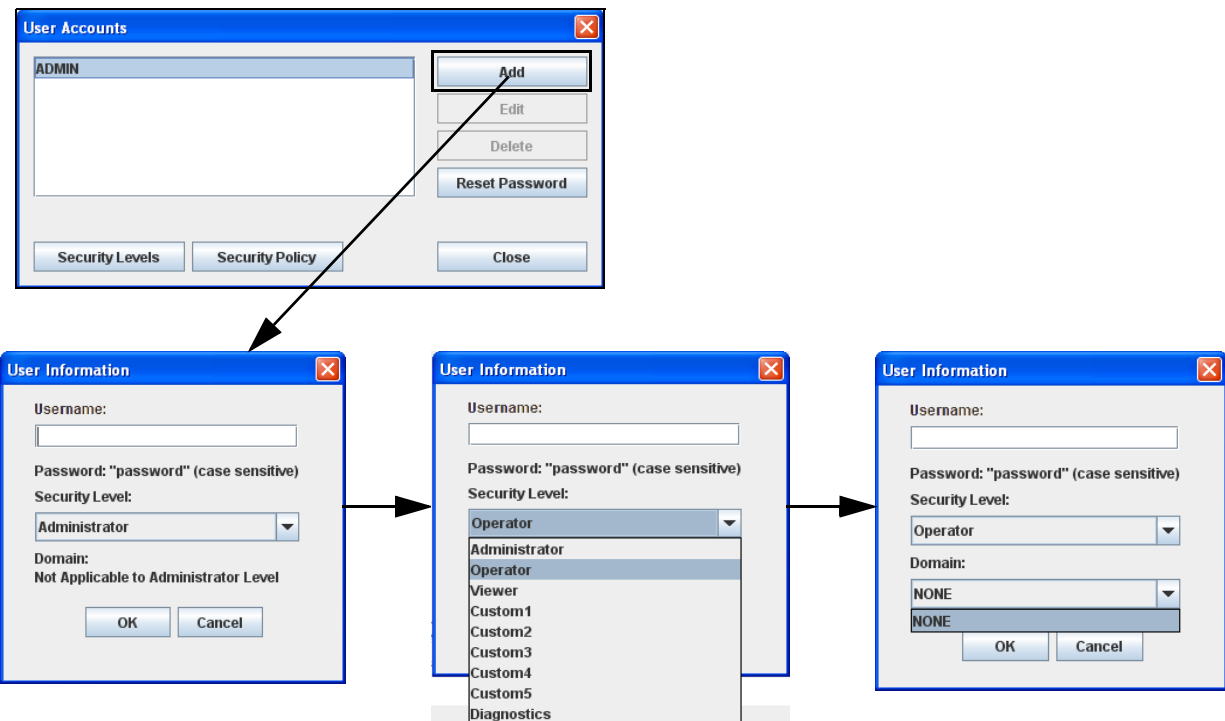 User Accounts
ADMIN
Add
Edit
Delete
Reset Password
Security Levels
Security Policy
Close
User Information
Username:
Password: "password" (case sensitive)
Security Level:
Administrator
Domain:
Not Applicable to Administrator Level
OK
Cancel
User Information
Username:
Password: "password" (case sensitive)
Security Level:
Operator
Administrator
Operator
Viewer
Custom1
Custom2
Custom3
Custom4
Custom5
Diagnostics
User Information
Username:
Password: "password" (case sensitive)
Security Level:
Operator
Domain:
NONE
NONE
OK
Cancel